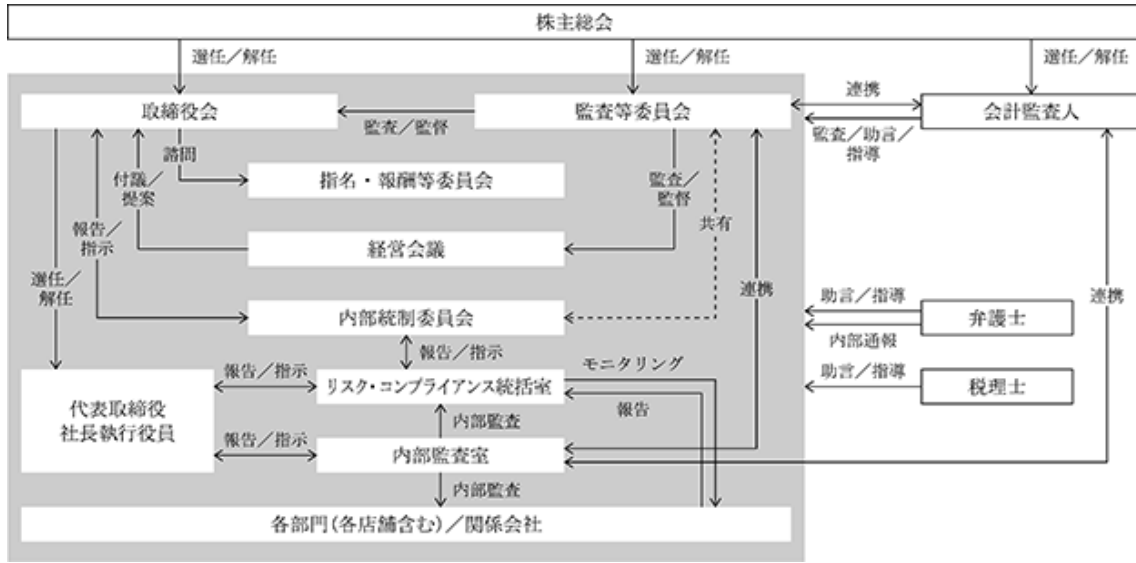 株主総会
選任／解任
選任／解任
選任／解任
取締役会
監査／監督
監査等委員会
連携
会計監査人
監査／助言／
指導
諮問
付議／
提案
指名・報酬等委員会
監査／
監督
報告／
指示
経営会議
共有
選任／
解任
内部統制委員会
連携
助言／指導
弁護士
内部通報
連携
報告／指示
モニタリング
代表取締役
社長執行役員
報告／指示
リスク・コンプライアンス統括室
報告
助言／指導
税理士
内部監査
報告／指示
内部監査室
内部監査
各部門（各店舗含む）／関係会社